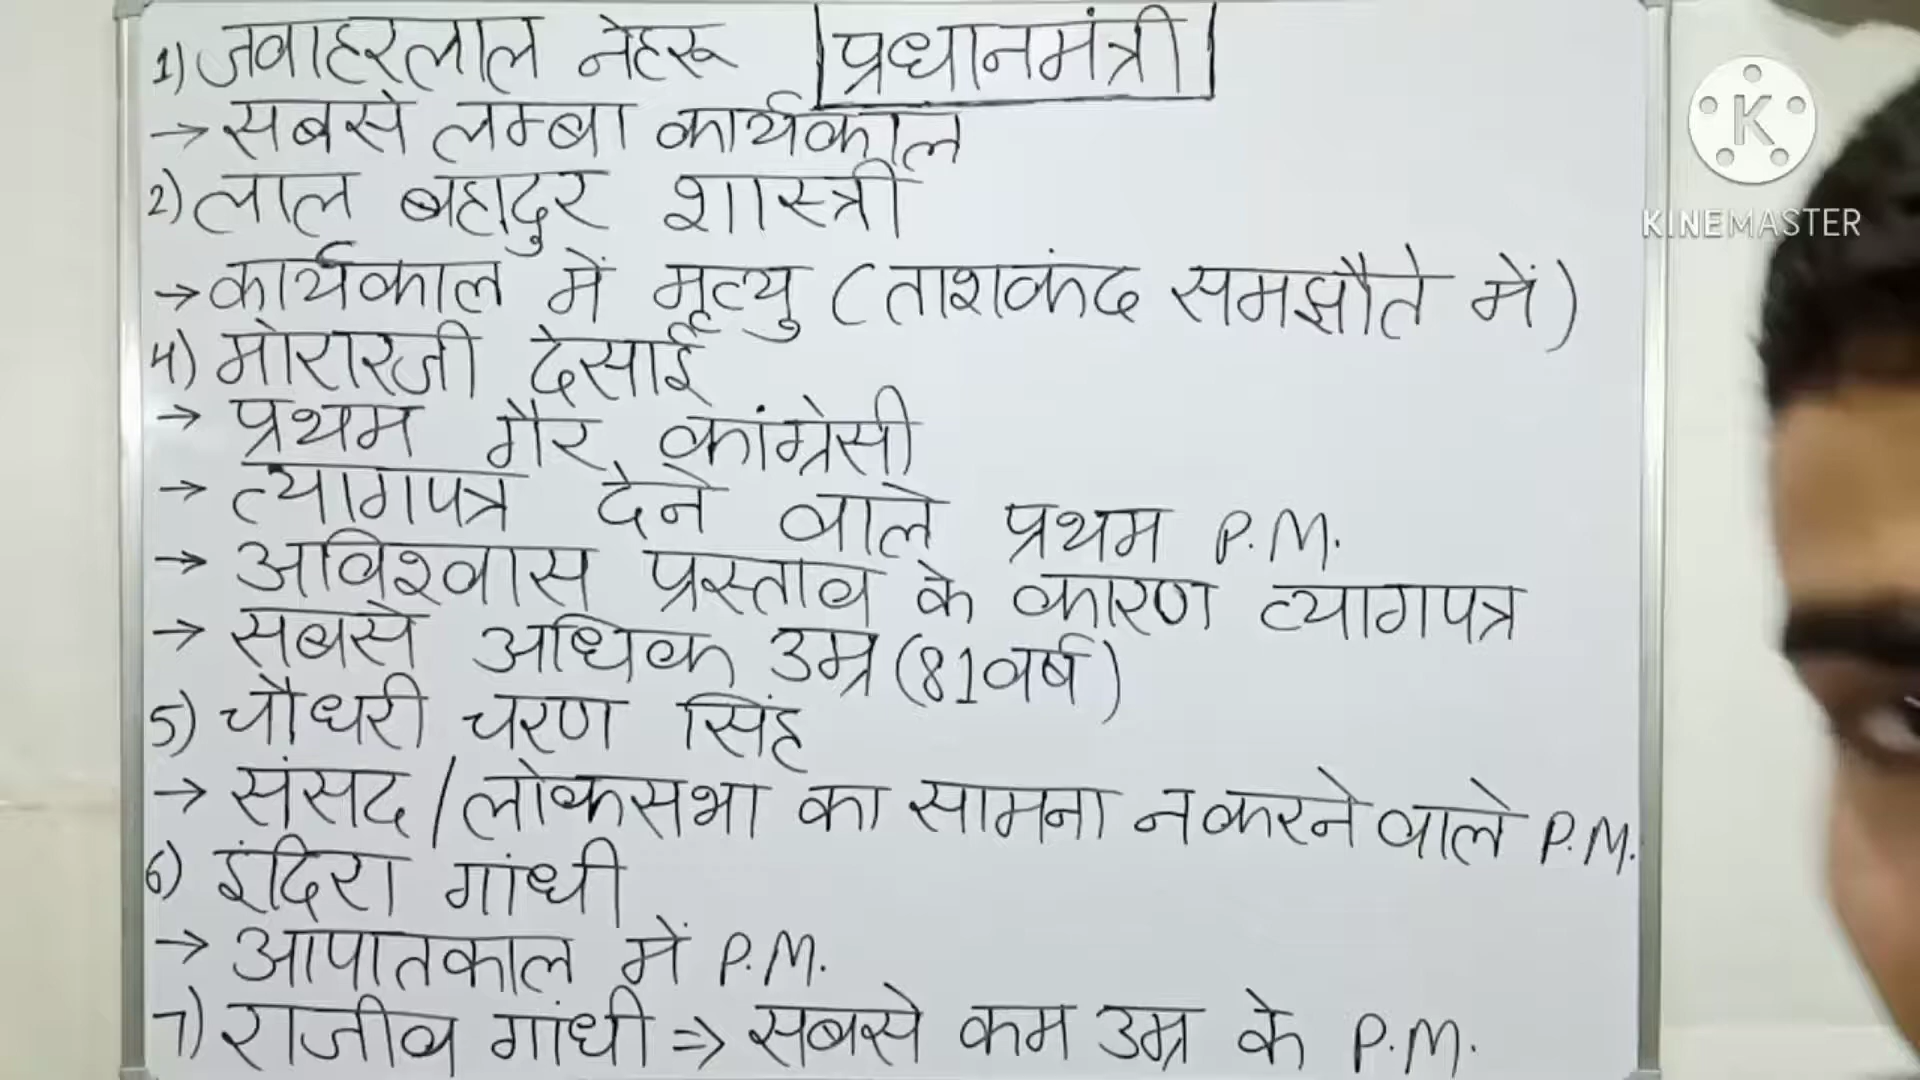 1) जवाहरलाल नेहरू प्रधानमंत्री
→ सबसे लम्बा कार्यकाल
2) लाल बहादुर शास्त्री
→ कार्यकाल में मृत्यु (ताशकंद समझौते में)
4) मोरारजी देसाई
→ प्रथम गैर कांग्रेसी
→ त्यागपत्र देने वाले प्रथम P.M.
→ अविश्वास प्रस्ताव के कारण त्यागपत्र
→ सबसे अधिक उम्र (81 वर्ष)
5) चौधरी चरण सिंह
→ संसद/लोकसभा का सामना न करने वाले P.M.
6) इंदिरा गांधी
→ आपातकाल में P.M.
7) राजीव गांधी ⇒ सबसे कम उम्र के P.M.
K
KINEMASTER